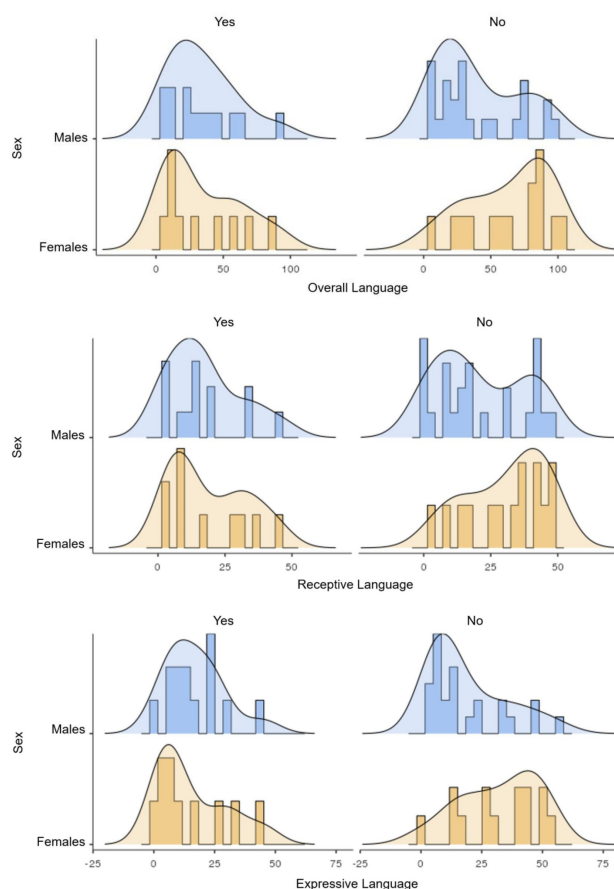 Yes No
Sex
Males
Females
0 50 100 0 50 100
Overall Language
Yes No
Sex
Males
Females
0 25 50 0 25 50
Receptive Language
Yes No
Sex
Males
Females
-25 0 25 50 75 -25 0 25 50 75
Expressive Language